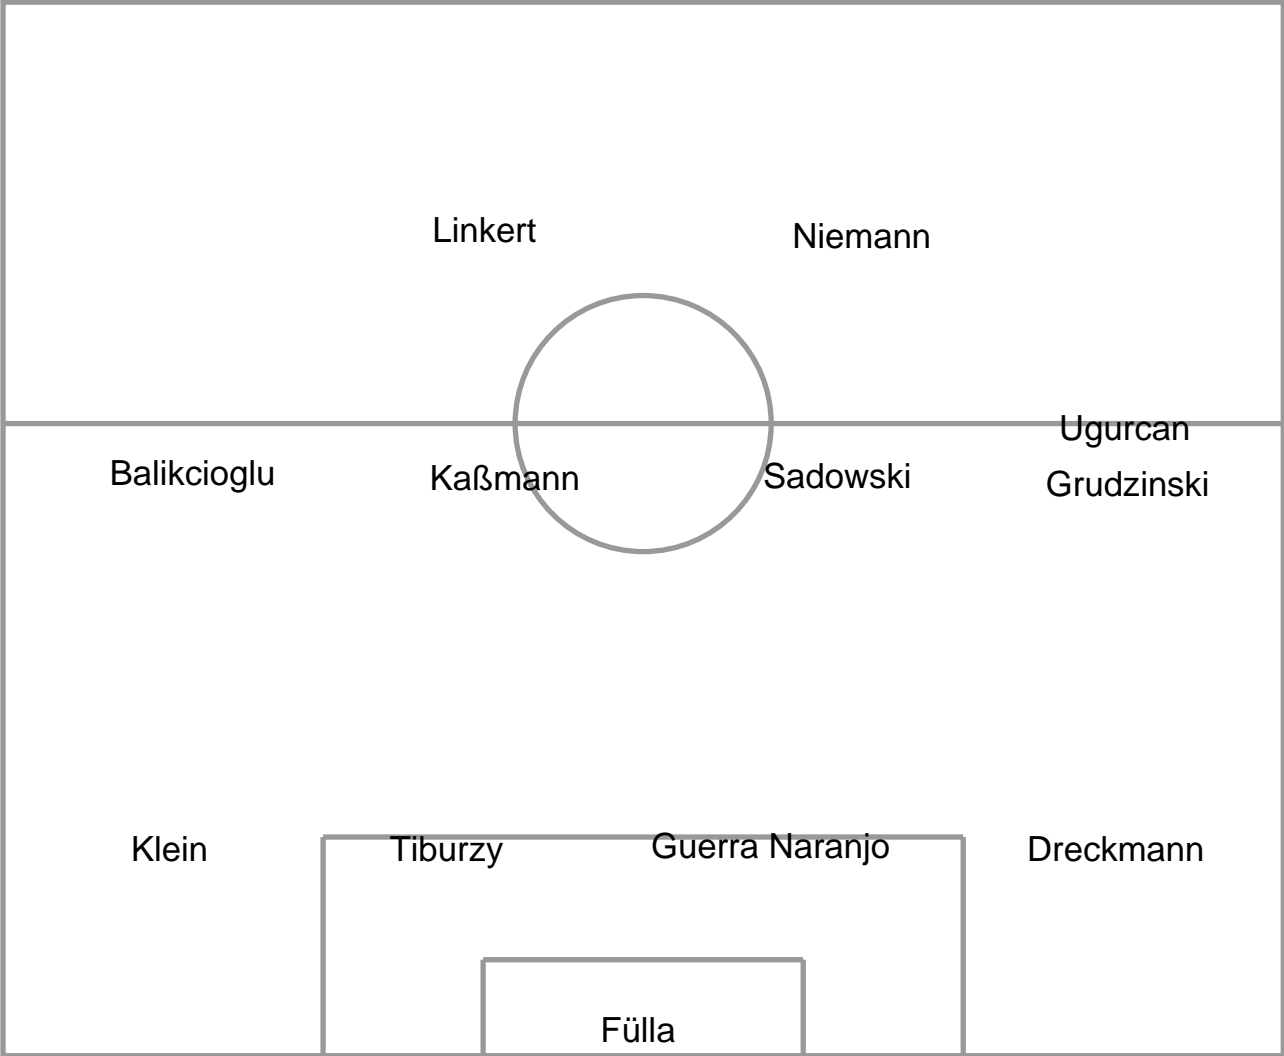 Linkert
Niemann
Ugurcan
Balikcioglu
Kaßmann
Sadowski
Grudzinski
Klein
Tiburzy
Guerra Naranjo
Dreckmann
Fülla